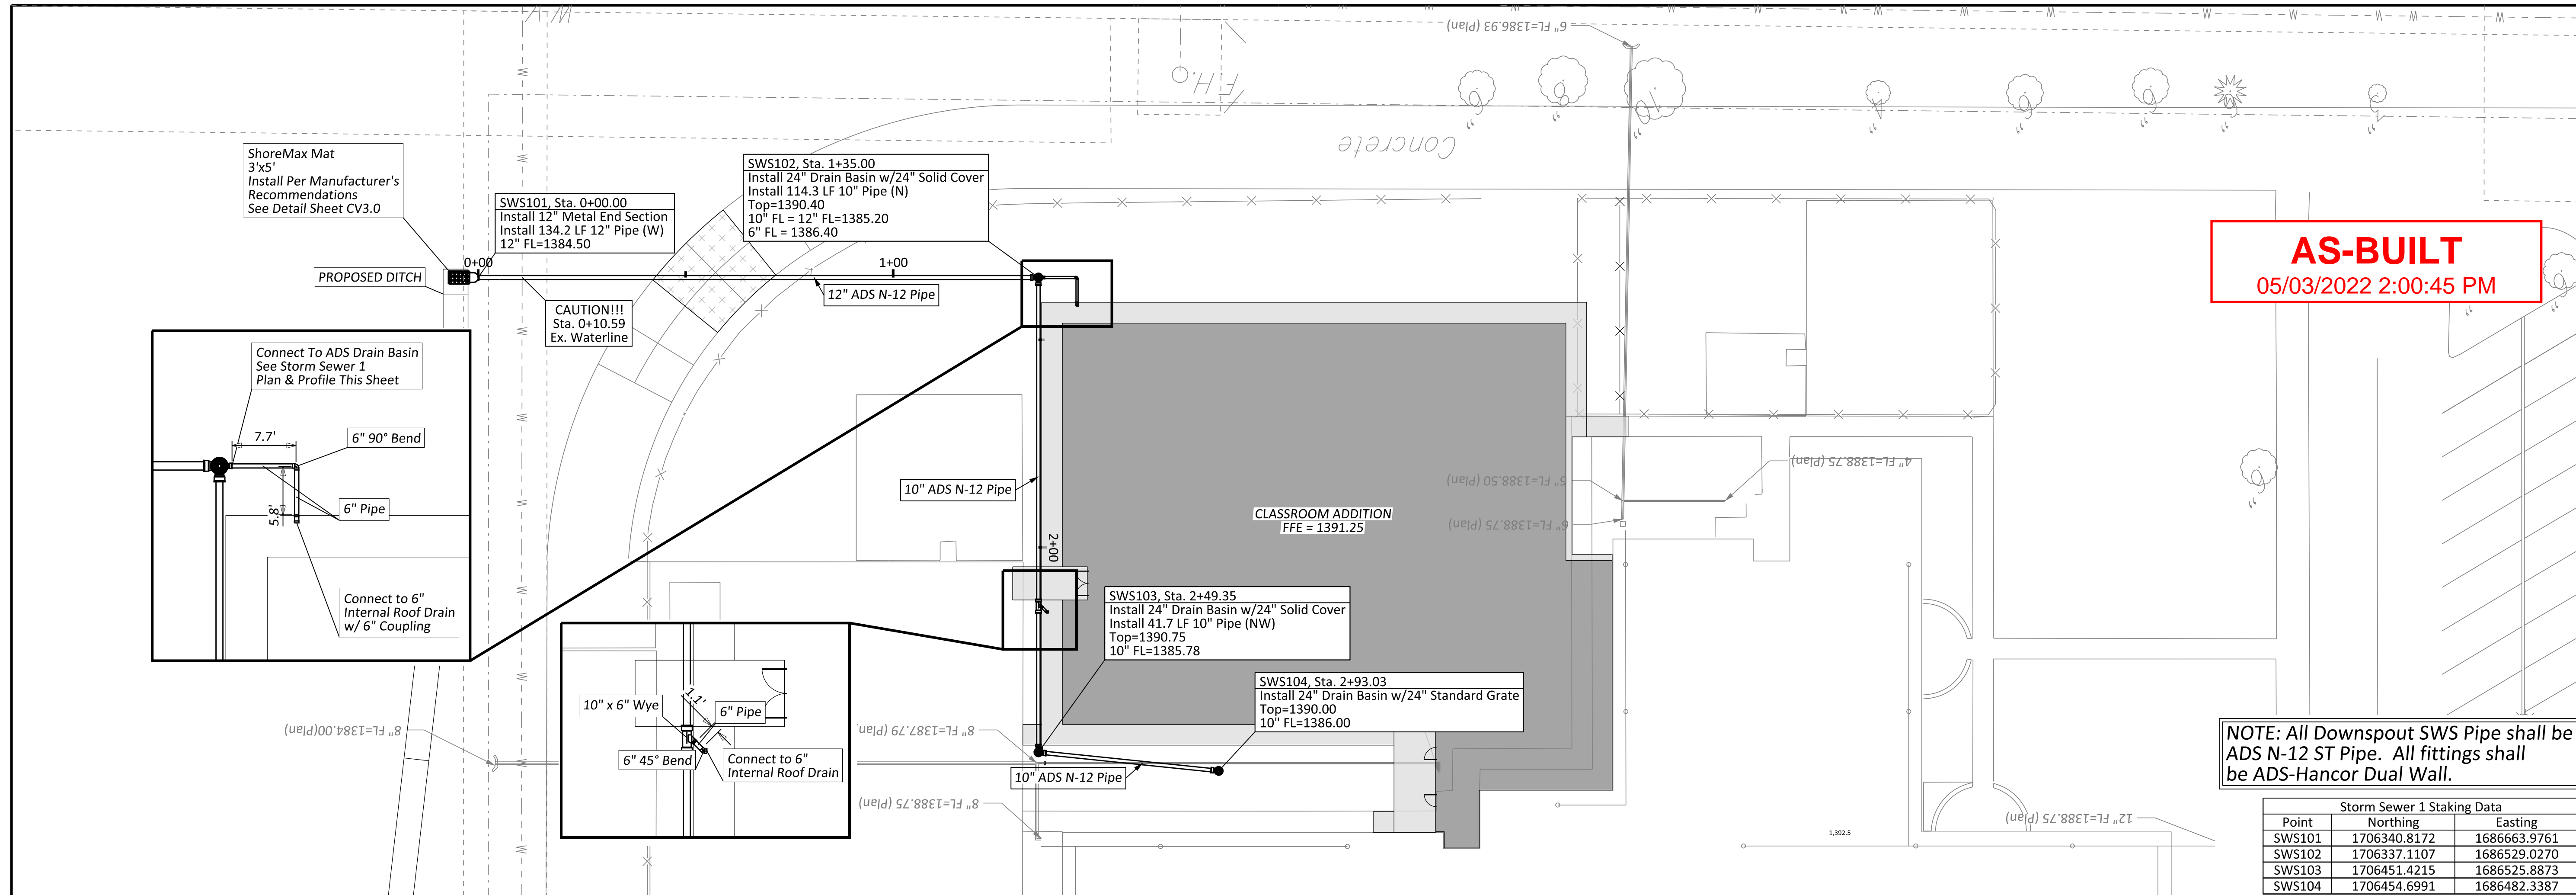 6" FL=1386.93 (Plan)
F.H.
Concrete
6"
6"
10"
4"
6"
6"
ShoreMax Mat
3'x5'
Install Per Manufacturer's
Recommendations
See Detail Sheet CV3.0
SWS101, Sta. 0+00.00
Install 12" Metal End Section
Install 134.2 LF 12" Pipe (W)
12" FL=1384.50
SWS102, Sta. 1+35.00
Install 24" Drain Basin w/24" Solid Cover
Install 114.3 LF 10" Pipe (N)
Top=1390.40
10" FL = 12" FL=1385.20
6" FL = 1386.40
AS-BUILT
05/03/2022 2:00:45 PM
PROPOSED DITCH
0+00
1+00
12" ADS N-12 Pipe
CAUTION!!!
Sta. 0+10.59
Ex. Waterline
Connect To ADS Drain Basin
See Storm Sewer 1
Plan & Profile This Sheet
7.7'
6" 90° Bend
5.8'
6" Pipe
Connect to 6"
Internal Roof Drain
w/ 6" Coupling
10" ADS N-12 Pipe
2+00
CLASSROOM ADDITION
FFE = 1391.25
4" FL=1388.75 (Plan)
5" FL=1388.50 (Plan)
6" FL=1388.75 (Plan)
6"
SWS103, Sta. 2+49.35
Install 24" Drain Basin w/24" Solid Cover
Install 41.7 LF 10" Pipe (NW)
Top=1390.75
10" FL=1385.78
SWS104, Sta. 2+93.03
Install 24" Drain Basin w/24" Standard Grate
Top=1390.00
10" FL=1386.00
10" x 6" Wye
1.1'
6" Pipe
6" 45° Bend
Connect to 6"
Internal Roof Drain
8" FL=1384.00(Plan)
8" FL=1387.79 (Plan)
10" ADS N-12 Pipe
8" FL=1388.75 (Plan)
1,392.5
12" FL=1388.75 (Plan)
NOTE: All Downspout SWS Pipe shall be
ADS N-12 ST Pipe. All fittings shall
be ADS-Hancor Dual Wall.
Storm Sewer 1 Staking Data
Point Northing Easting
SWS101 1706340.8172 1686663.9761
SWS102 1706337.1107 1686529.0270
SWS103 1706451.4215 1686525.8873
SWS104 1706454.6991 1686482.3387